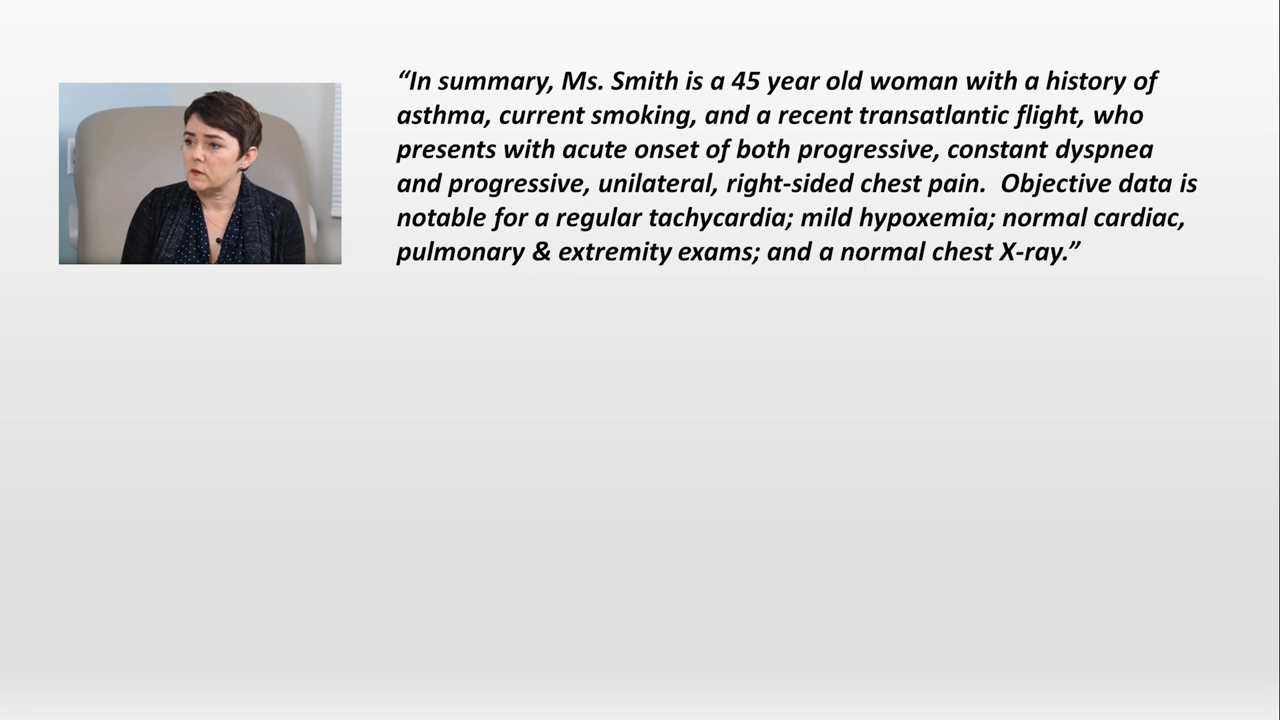 “In summary, Ms. Smith is a 45 year old woman with a history of
asthma, current smoking, and a recent transatlantic flight, who
presents with acute onset of both progressive, constant dyspnea
and progressive, unilateral, right-sided chest pain.  Objective data is
notable for a regular tachycardia; mild hypoxemia; normal cardiac,
pulmonary & extremity exams; and a normal chest X-ray.”